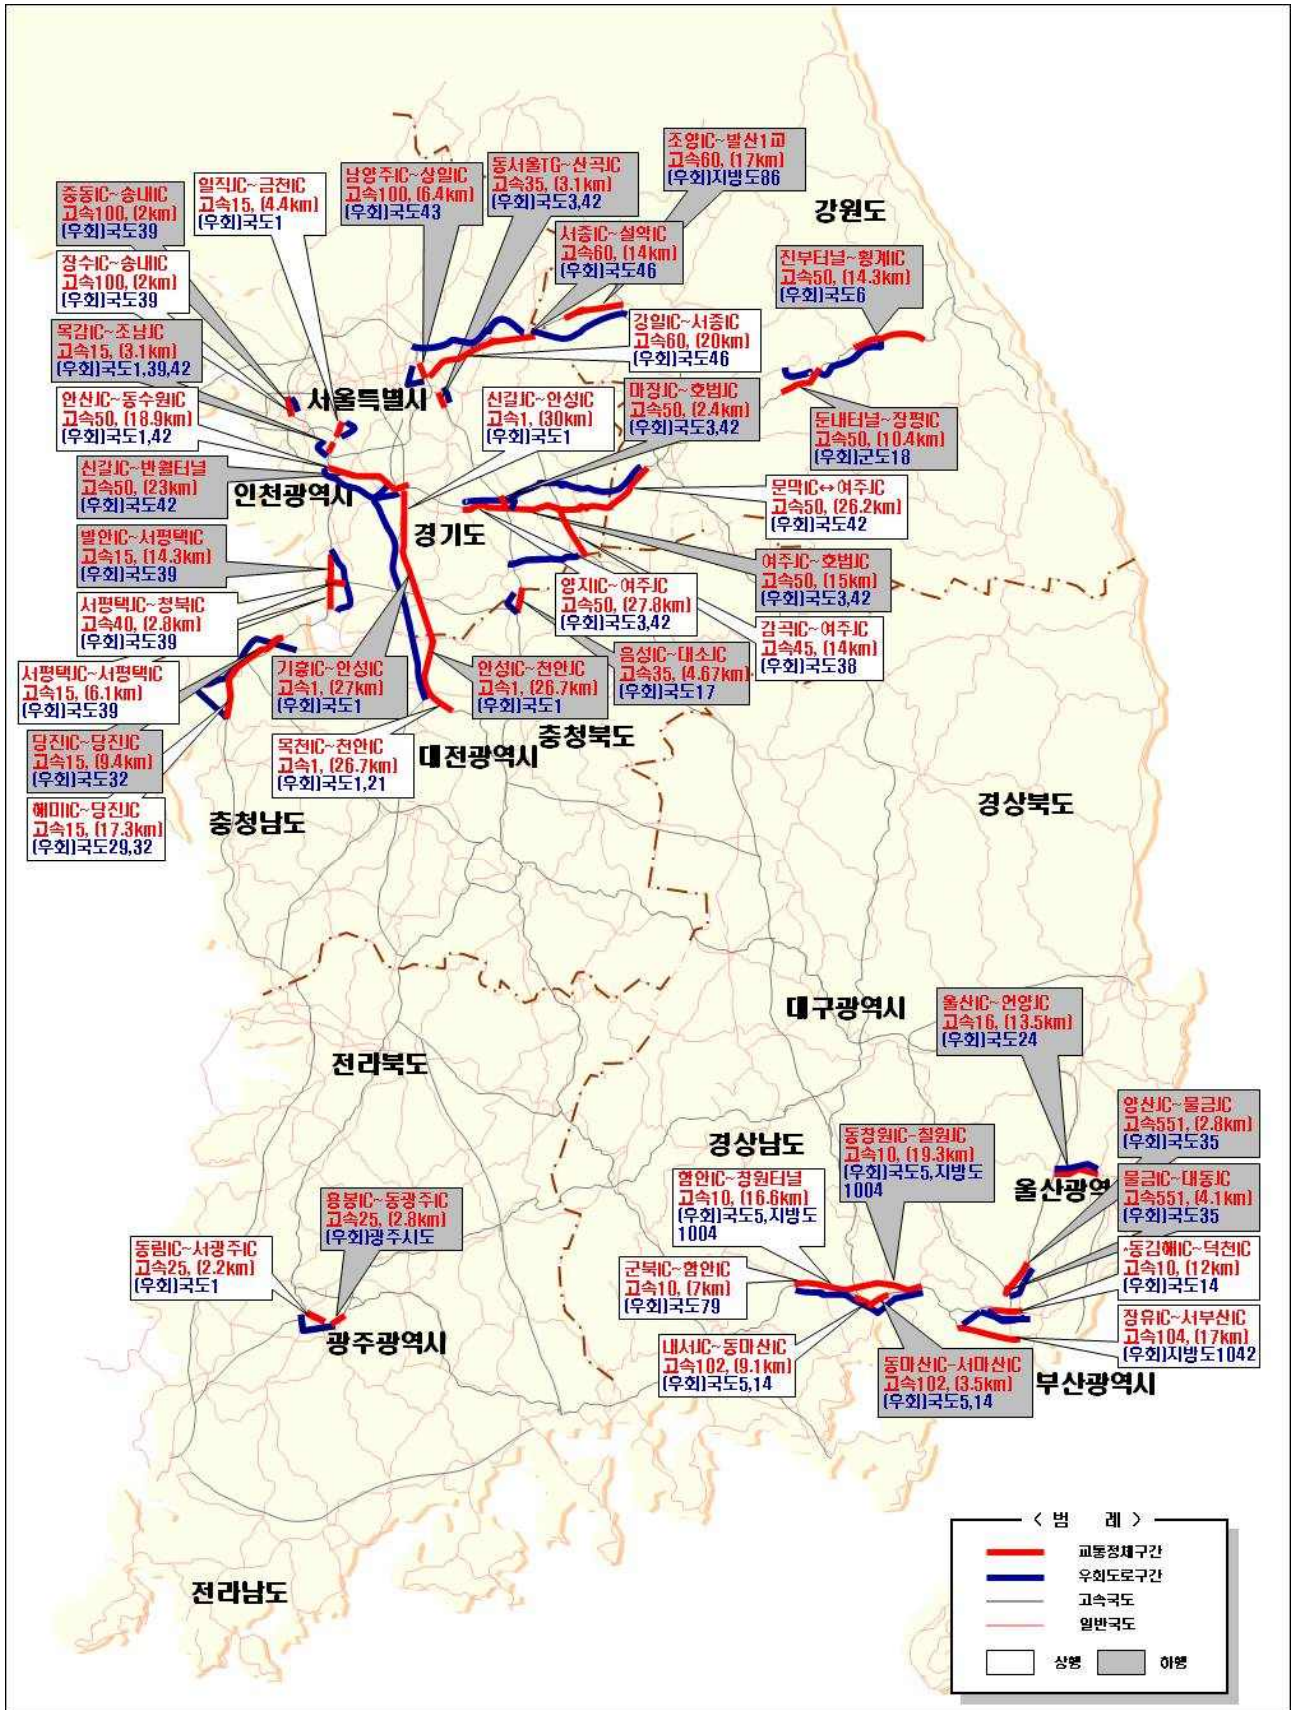 조양IC~발산1교
고속60, (17km)
(우회)지방도86
동서울TG~산곡IC
고속35, (3.1km)
(우회)국도3,42
남양주IC~상일IC
고속100, (6.4km)
(우회)국도43
일직JC~금천IC
고속15, (4.4km)
(우회)국도1
중동IC~송내IC
고속100, (2km)
(우회)국도39
강원도
서종IC~설악IC
고속60, (14km)
(우회)국도46
진부터널~횡계IC
고속50, (14.3km)
(우회)국도6
장수IC~송내IC
고속100, (2km)
(우회)국도39
강일IC~서종IC
고속60, (20km)
(우회)국도46
목감IC~조남JC
고속15, (3.1km)
(우회)국도1,39,42
서울특별시
안산JC~동수원IC
고속50, (18.9km)
(우회)국도1,42
신갈JC~안성JC
고속1, (30km)
(우회)국도1
마장JC~호법JC
고속50, (2.4km)
(우회)국도3,42
둔내터널~장평IC
고속50, (10.4km)
(우회)군도18
신갈JC~반월터널
고속50, (23km)
(우회)국도42
인천광역시
문막IC↔여주JC
고속50, (26.2km)
(우회)국도42
경기도
발안IC~서평택IC
고속15, (14.3km)
(우회)국도39
여주JC~호법JC
고속50, (15km)
(우회)국도3,42
양지IC~여주JC
고속50, (27.8km)
(우회)국도3,42
서평택JC~청북IC
고속40, (2.8km)
(우회)국도39
감곡IC~여주JC
고속45, (14km)
(우회)국도38
서평택JC~서평택IC
고속15, (6.1km)
(우회)국도39
기흥IC~안성IC
고속1, (27km)
(우회)국도1
안성IC~천안IC
고속1, (26.7km)
(우회)국도1
음성IC~대소IC
고속35, (4.67km)
(우회)국도17
당진IC~당진JC
고속15, (9.4km)
(우회)국도32
목천IC~천안IC
고속1, (26.7km)
(우회)국도1,21
대전광역시
충청북도
해미IC~당진JC
고속15, (17.3km)
(우회)국도29,32
충청남도
경상북도
대구광역시
울산IC~언양JC
고속16, (13.5km)
(우회)국도24
전라북도
양산JC~물금JC
고속551, (2.8km)
(우회)국도35
경상남도
동창원IC-칠원JC
고속10, (19.3km)
(우회)국도5,지방도
1004
함안IC~창원터널
고속10, (16.6km)
(우회)국도5,지방도
1004
울산광역
물금IC~대동JC
고속551, (4.1km)
(우회)국도35
용봉IC~동광주IC
고속25, (2.8km)
(우회)광주시도
동림IC~서광주IC
고속25, (2.2km)
(우회)국도1
동김해IC~덕천IC
고속10, (12km)
(우회)국도14
군북IC~함안IC
고속10, (7km)
(우회)국도79
장유IC~서부산IC
고속104, (17km)
(우회)지방도1042
광주광역시
내서JC~동마산IC
고속102, (9.1km)
(우회)국도5,14
동마산IC-서마산IC
고속102, (3.5km)
(우회)국도5,14
부산광역시
전라남도
< 범 례 >
교통정체구간
우회도로구간
고속국도
일반국도
상행 하행